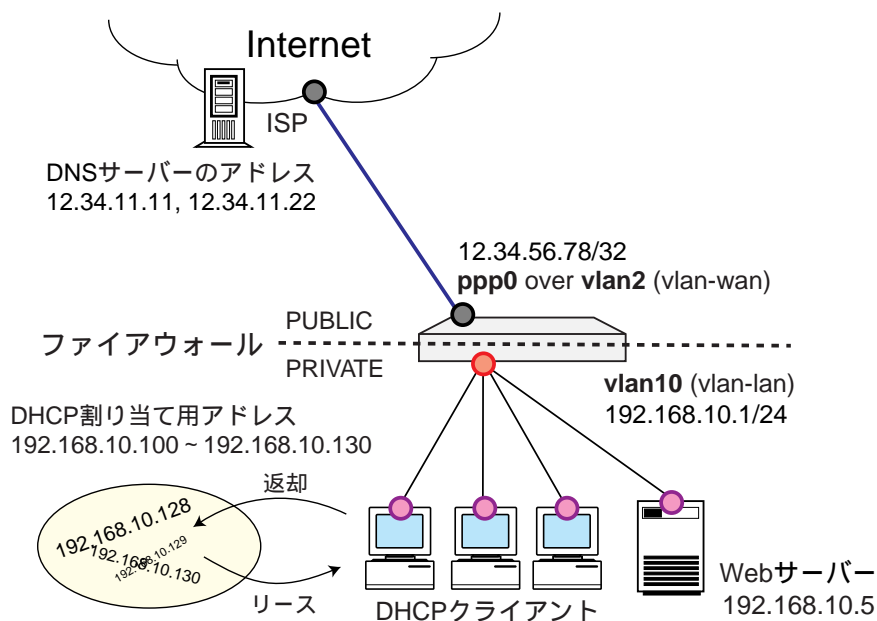 Internet
ISP
DNSサーバーのアドレス
12.34.11.11, 12.34.11.22
12.34.56.78/32
ppp0 over vlan2 (vlan-wan)
PUBLIC
ファイアウォール
PRIVATE
vlan10 (vlan-lan)
192.168.10.1/24
DHCP割り当て用アドレス
192.168.10.100 ~ 192.168.10.130
返却
192.168.10.128
192.168.10.129
192.168.10.130
リース
DHCPクライアント
Webサーバー
192.168.10.5